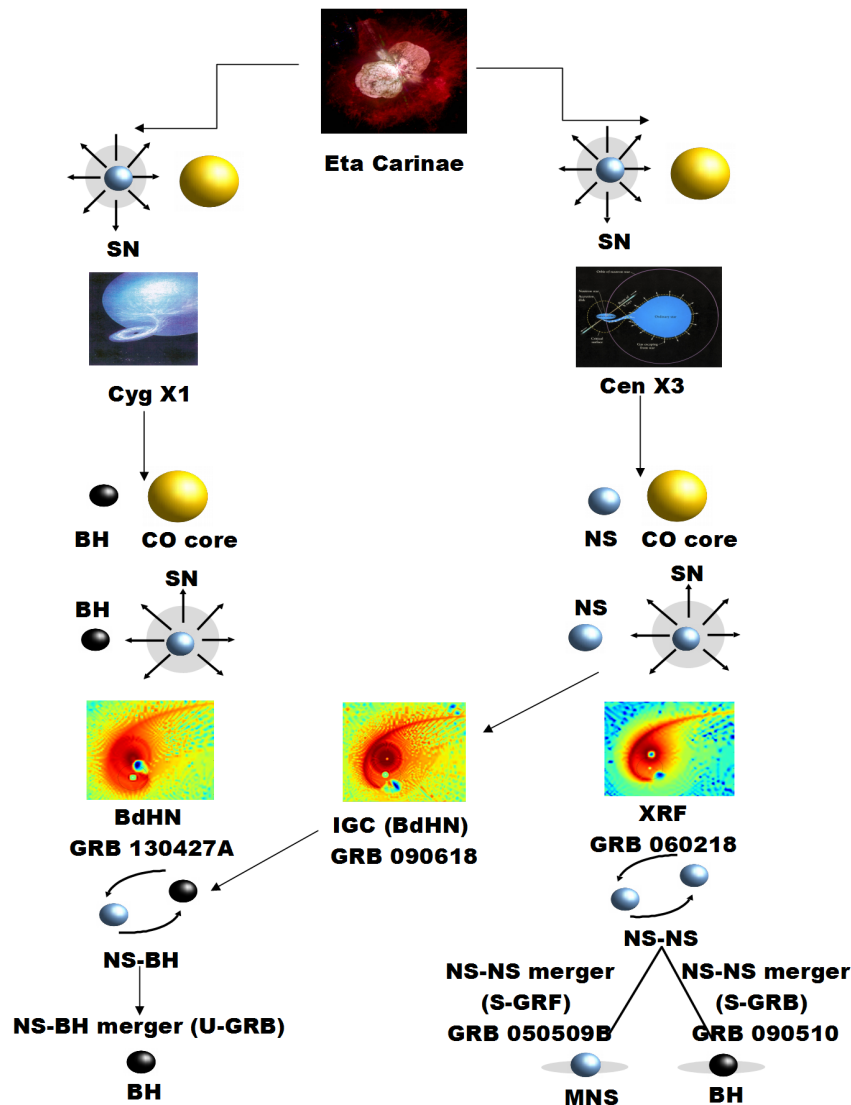 Eta Carinae
SN
SN
Cyg X1
Cen X3
BH
CO core
NS
CO core
SN
BH
SN
NS
BdHN
GRB 130427A
IGC (BdHN)
GRB 090618
XRF
GRB 060218
NS-BH
NS-NS
NS-BH merger (U-GRB)
BH
NS-NS merger
(S-GRF)
GRB 050509B
NS-NS merger
(S-GRB)
GRB 090510
MNS
BH